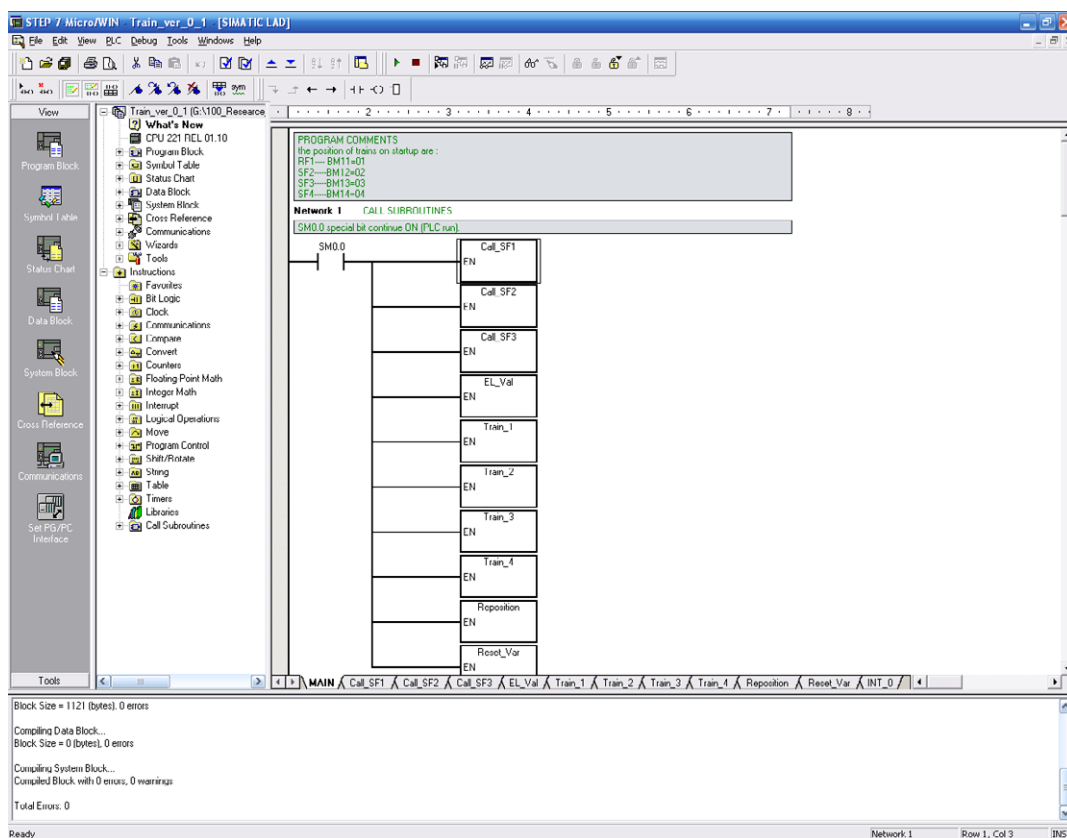 STEP 7 Micro/WIN - Train_ver_0_1 - [SIMATIC LAD]
File Edit View PLC Debug Tools Windows Help
View
Program Block
Symbol Table
Status Chart
Data Block
System Block
Cross Reference
Communications
Set PG/PC
Interface
Tools
Train_ver_0_1 (G:\100_Researce
What's New
CPU 221 REL 01.10
Program Block
Symbol Table
Status Chart
Data Block
System Block
Cross Reference
Communications
Wizards
Tools
Instructions
Favorites
Bit Logic
Clock
Communications
Compare
Convert
Counters
Floating Point Math
Integer Math
Interrupt
Logical Operations
Move
Program Control
Shift/Rotate
String
Table
Timers
Libraries
Call Subroutines
2 3 4 5 6 7 8
PROGRAM COMMENTS
the position of trains on startup are :
RF1---- BM11=01
SF2-----BM12=02
SF3-----BM13=03
SF4-----BM14=04
Network 1 CALL SUBROUTINES
SM0.0 special bit continue ON (PLC run).
SM0.0
Call_SF1
EN
Call_SF2
EN
Call_SF3
EN
EL_Val
EN
Train_1
EN
Train_2
EN
Train_3
EN
Train_4
EN
Reposition
EN
Reset_Var
EN
MAIN Call_SF1 Call_SF2 Call_SF3 EL_Val Train_1 Train_2 Train_3 Train_4 Reposition Reset_Var INT_0
Block Size = 1121 (bytes). 0 errors
Compiling Data Block...
Block Size = 0 (bytes), 0 errors
Compiling System Block...
Compiled Block with 0 errors, 0 warnings
Total Errors: 0
Ready
Network 1 Row 1, Col 3 INS